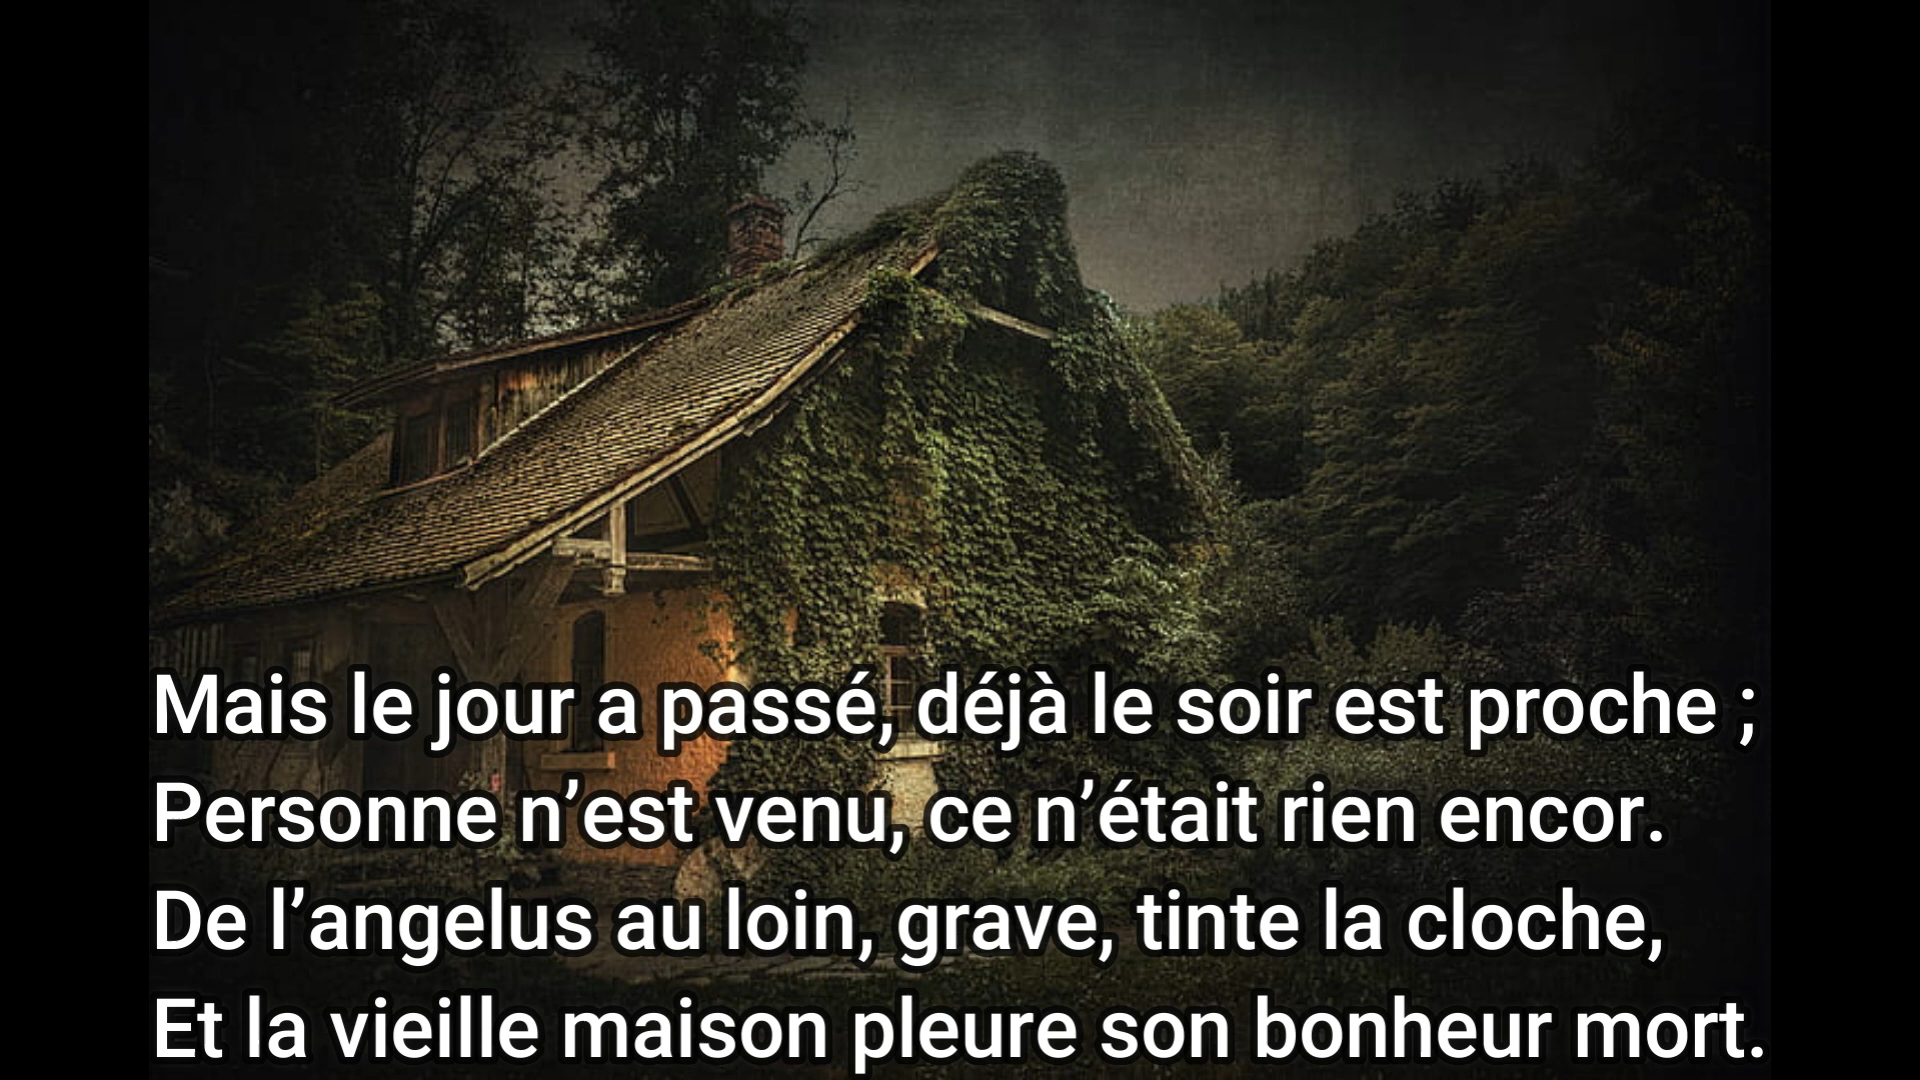 Mais le jour a passé, déjà le soir est proche ;
Personne n’est venu, ce n’était rien encor.
De l’angelus au loin, grave, tinte la cloche,
Et la vieille maison pleure son bonheur mort.